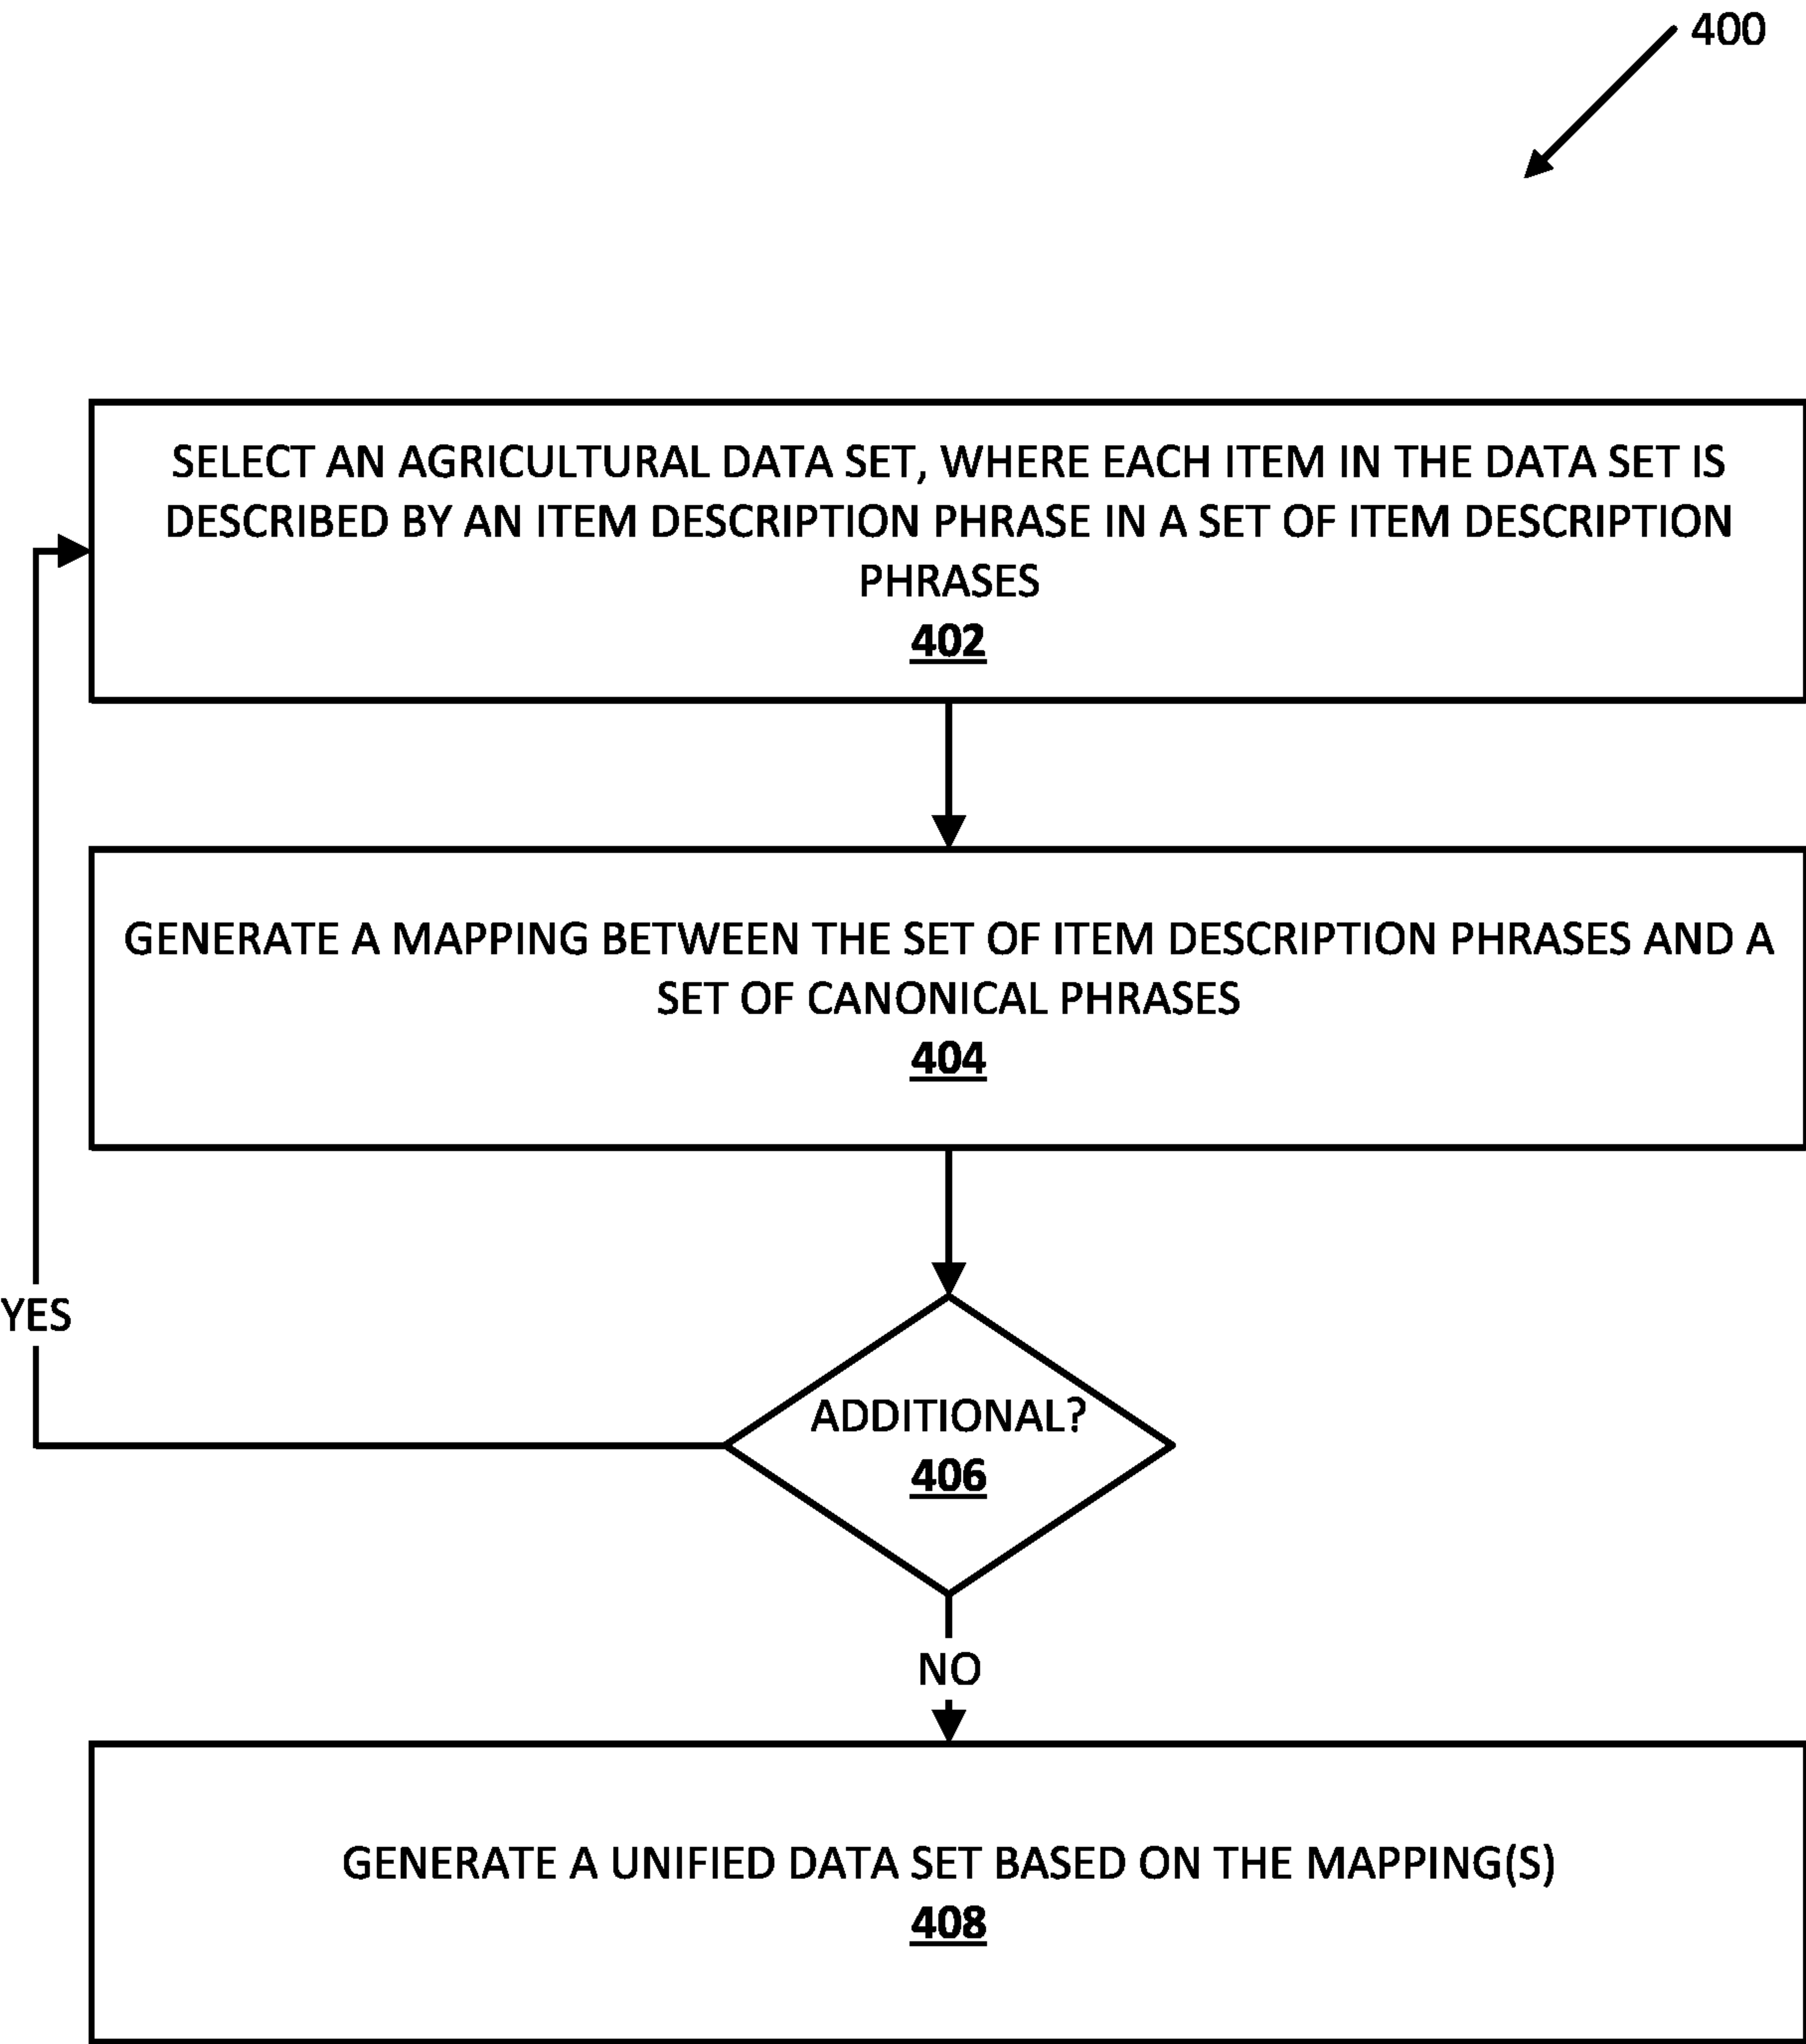 400
SELECT AN AGRICULTURAL DATA SET, WHERE EACH ITEM IN THE DATA SET IS
DESCRIBED BY AN ITEM DESCRIPTION PHRASE IN A SET OF ITEM DESCRIPTION
PHRASES
402
GENERATE A MAPPING BETWEEN THE SET OF ITEM DESCRIPTION PHRASES AND A
SET OF CANONICAL PHRASES
404
YES
ADDITIONAL?
406
NO
GENERATE A UNIFIED DATA SET BASED ON THE MAPPING(S)
408